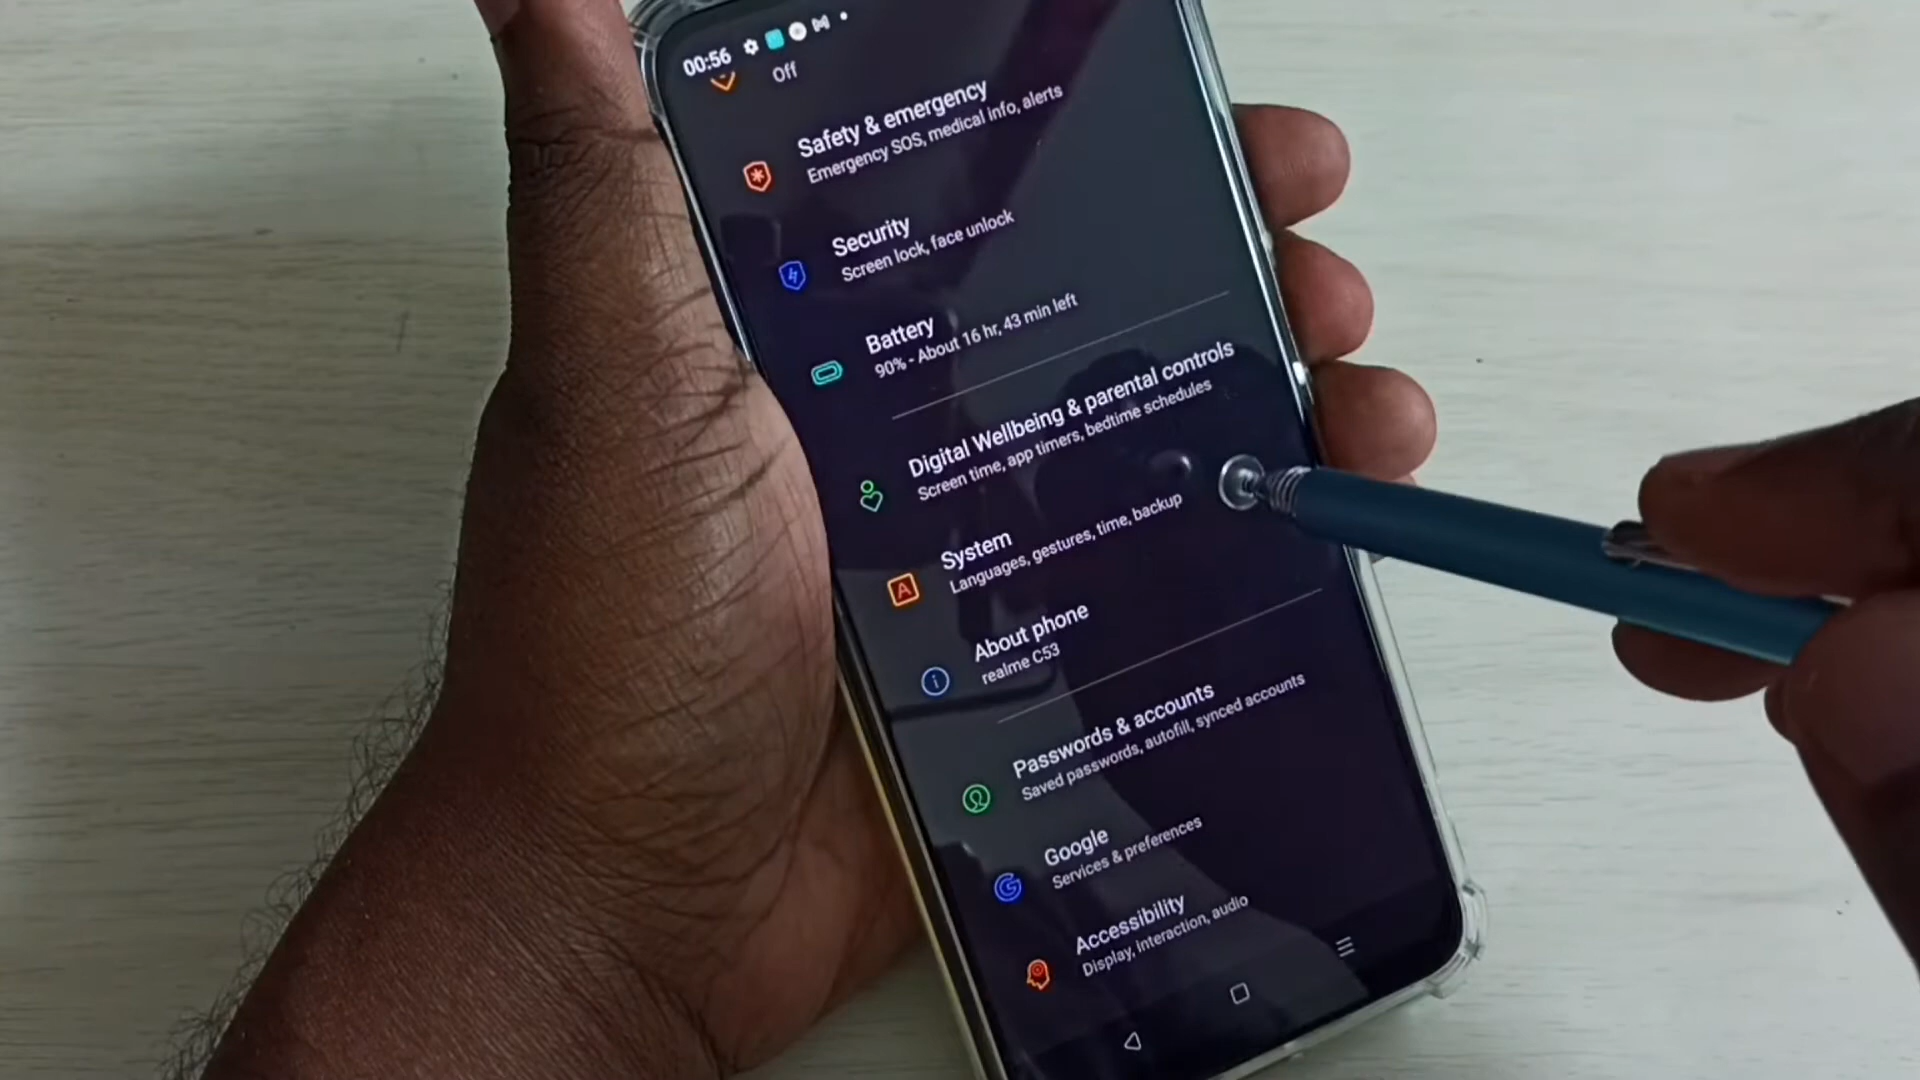 00:56
Off
Safety & emergency
Emergency SOS, medical info, alerts
Security
Screen lock, face unlock
Battery
90% - About 16 hr, 43 min left
Digital Wellbeing & parental controls
Screen time, app timers, bedtime schedules
System
Languages, gestures, time, backup
About phone
realme C53
Passwords & accounts
Saved passwords, autofill, synced accounts
Google
Services & preferences
Accessibility
Display, interaction, audio